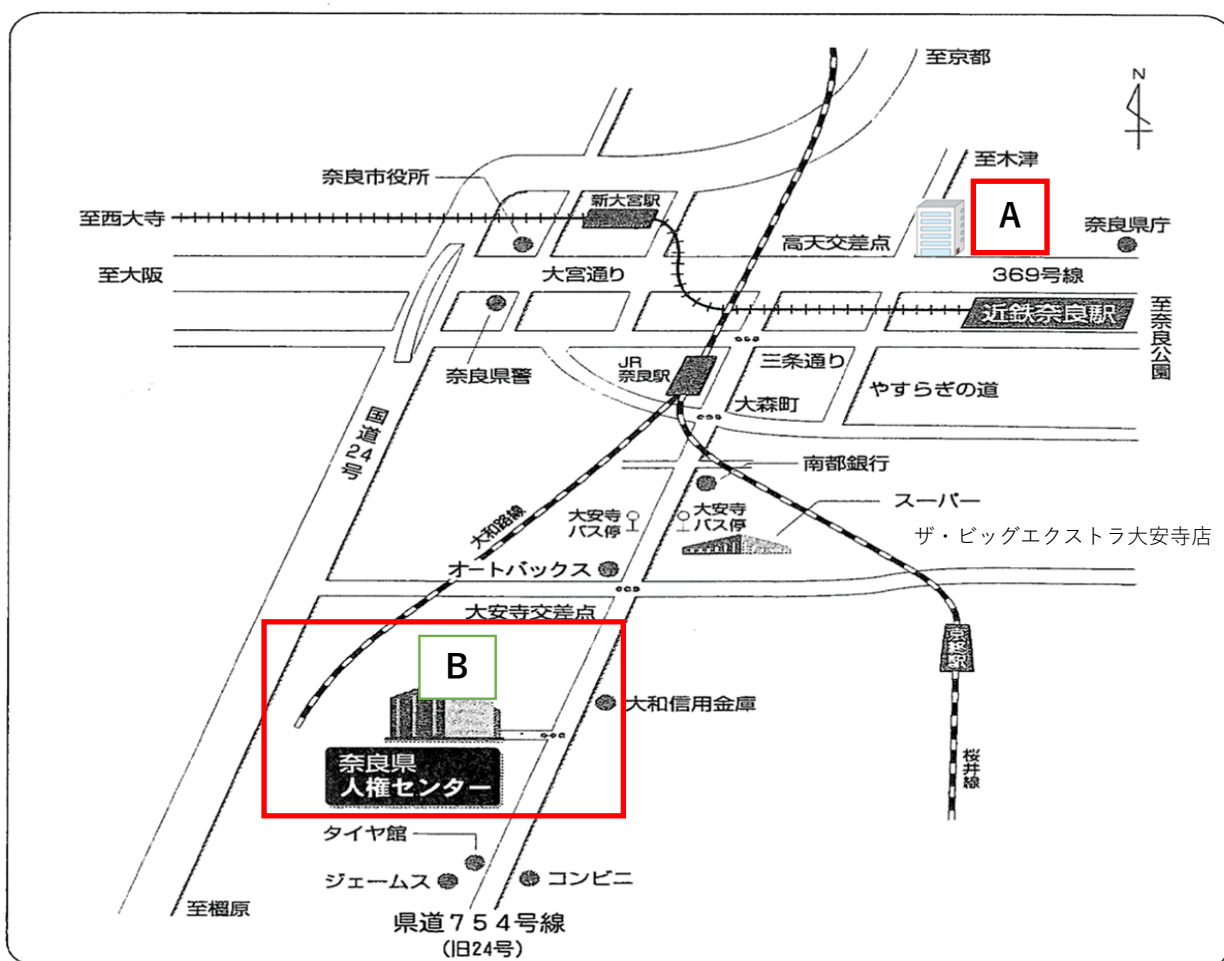 至京都
N
至木津
奈良市役所
新大宮駅
A
至西大寺
高天交差点
奈良県庁
至大阪
大宮通り
369号線
近鉄奈良駅
至奈良公園
奈良県警
JR
奈良駅
三条通り
大森町
やすらぎの道
国道24号
南都銀行
スーパー
大安寺
バス停
大安寺
バス停
大和路線
ザ・ビッグエクストラ大安寺店
オートバックス
大安寺交差点
京終駅
B
大和信用金庫
奈良県
人権センター
桜井線
タイヤ館
ジェームス
コンビニ
至橿原
県道754号線
(旧24号)